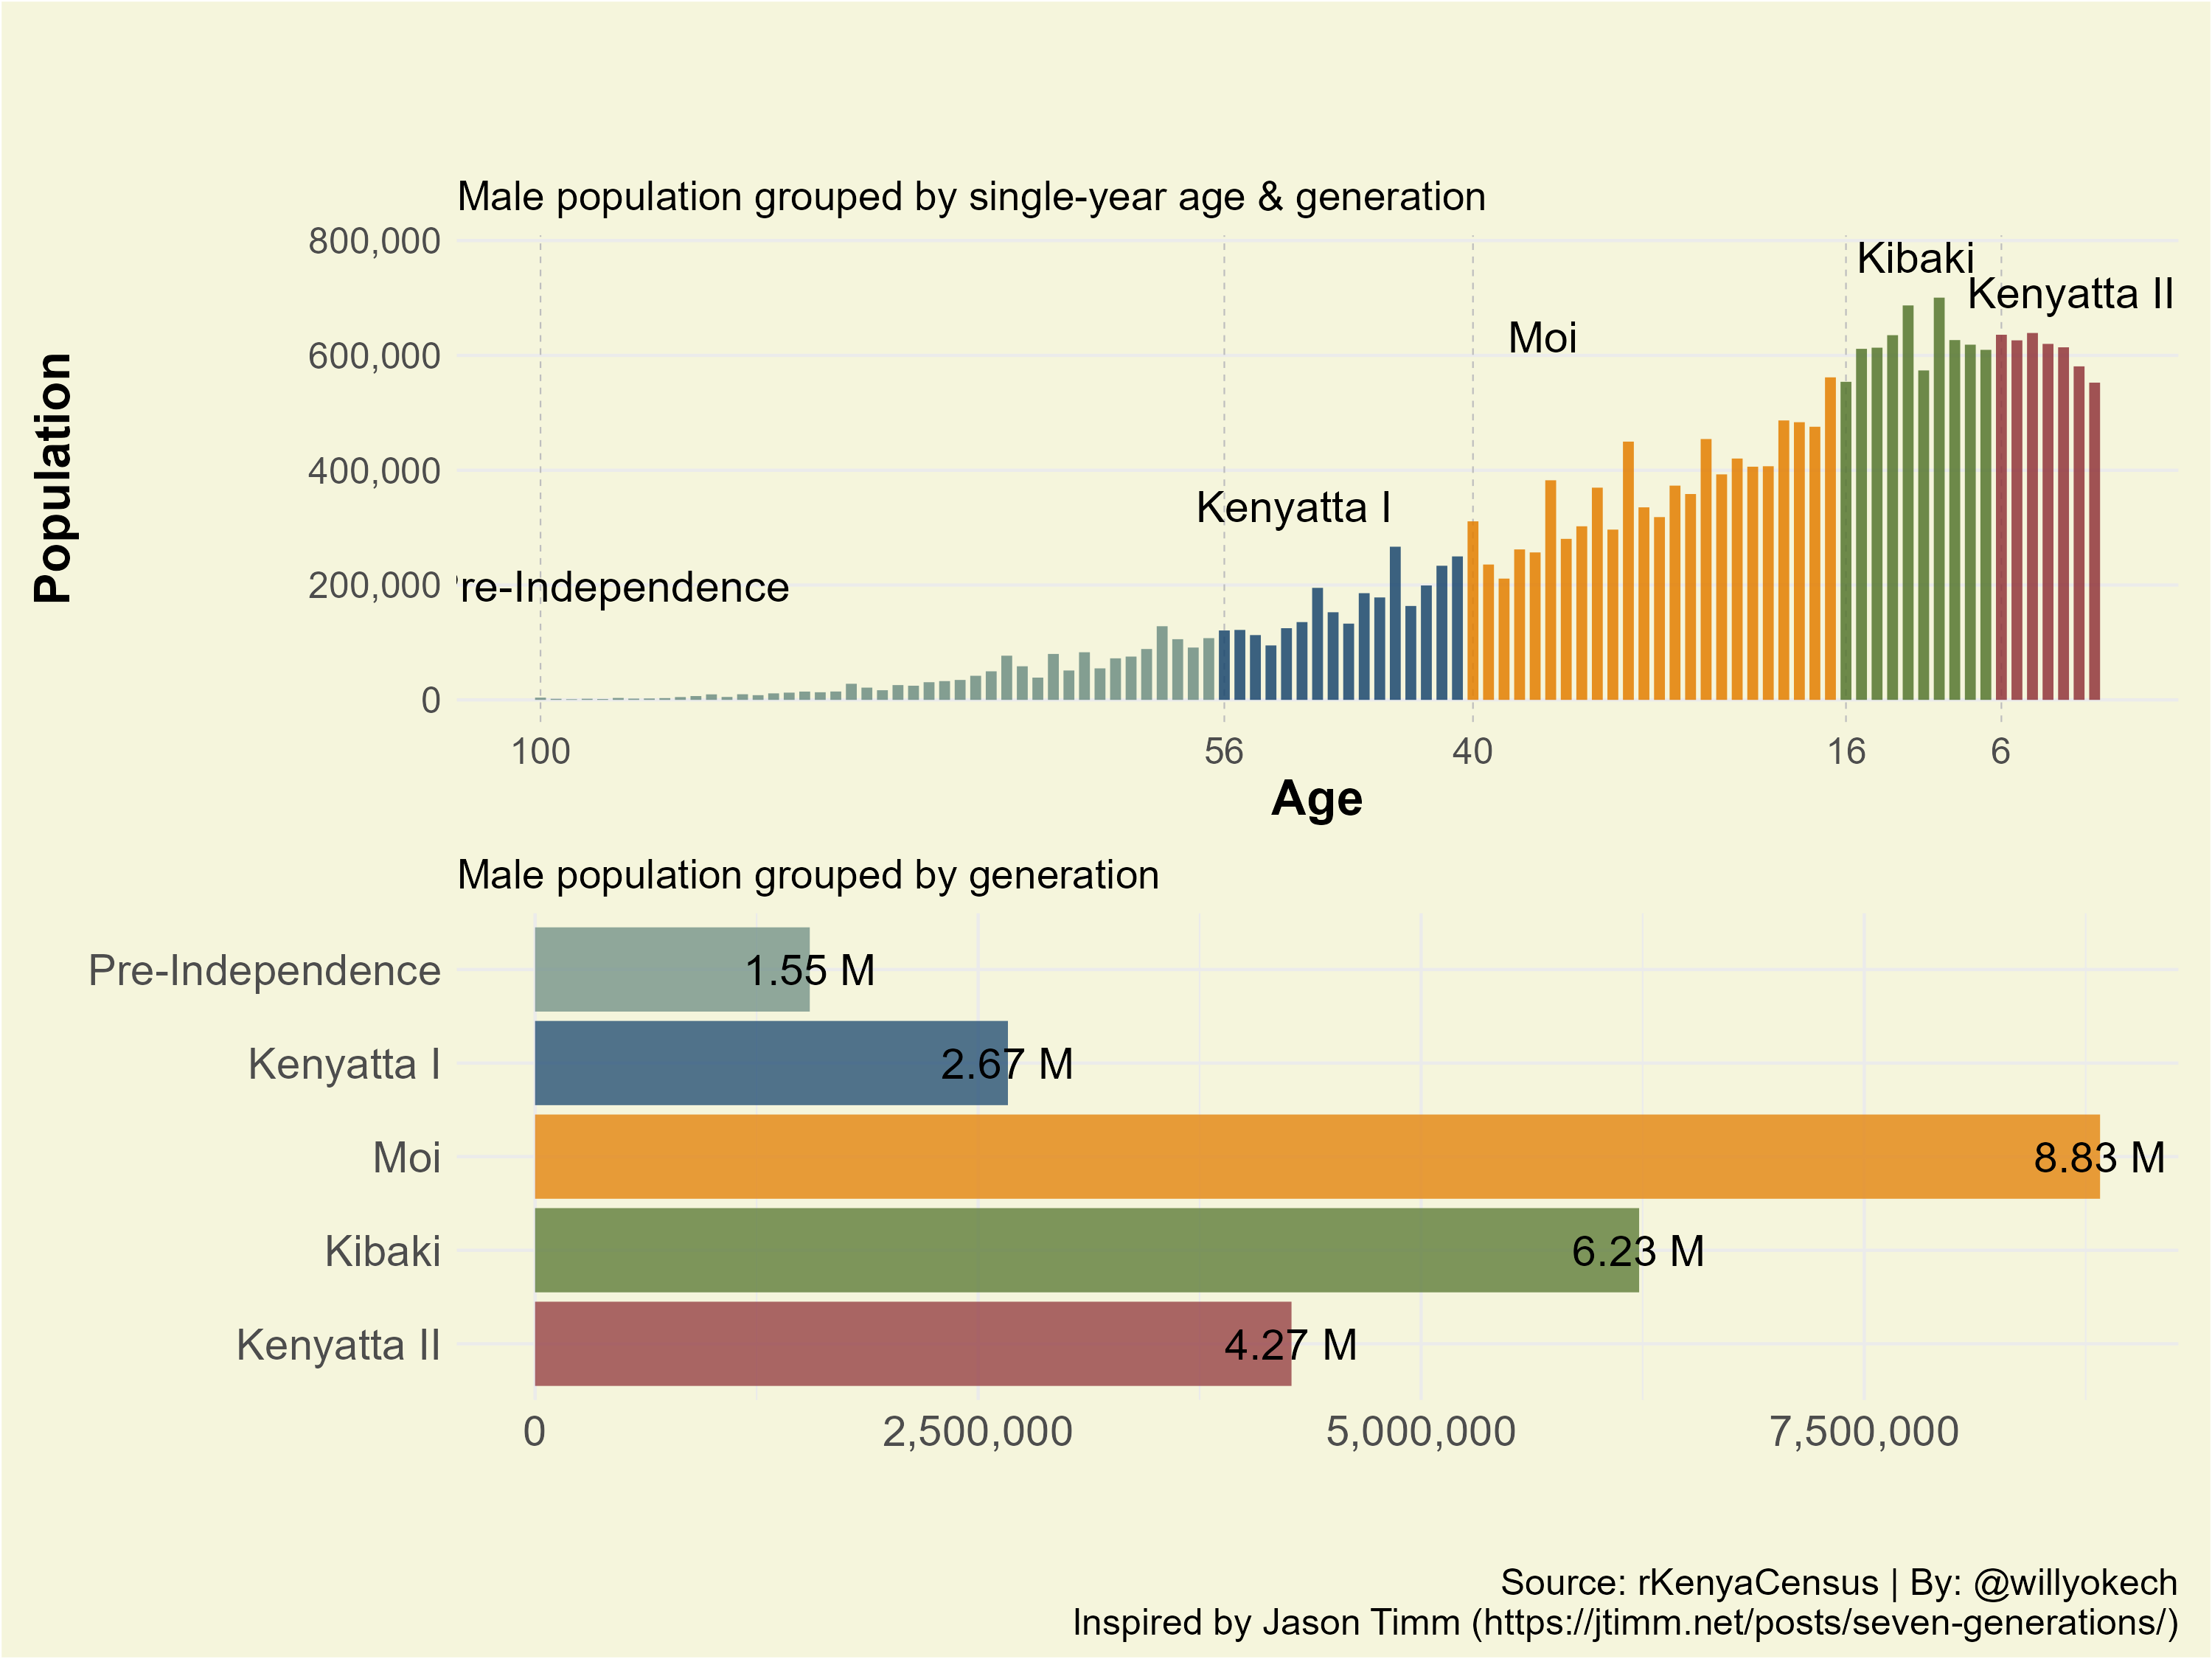 Male population grouped by single-year age & generation
Population
800,000
600,000
400,000
200,000
0
Kibaki
Kenyatta II
Moi
Kenyatta I
re-Independence
100
56
40
16
6
Age
Male population grouped by generation
Pre-Independence
1.55 M
Kenyatta I
2.67 M
Moi
8.83 M
Kibaki
6.23 M
Kenyatta II
4.27 M
0
2,500,000
5,000,000
7,500,000
Source: rKenyaCensus | By: @willyokech
Inspired by Jason Timm (https://jtimm.net/posts/seven-generations/)